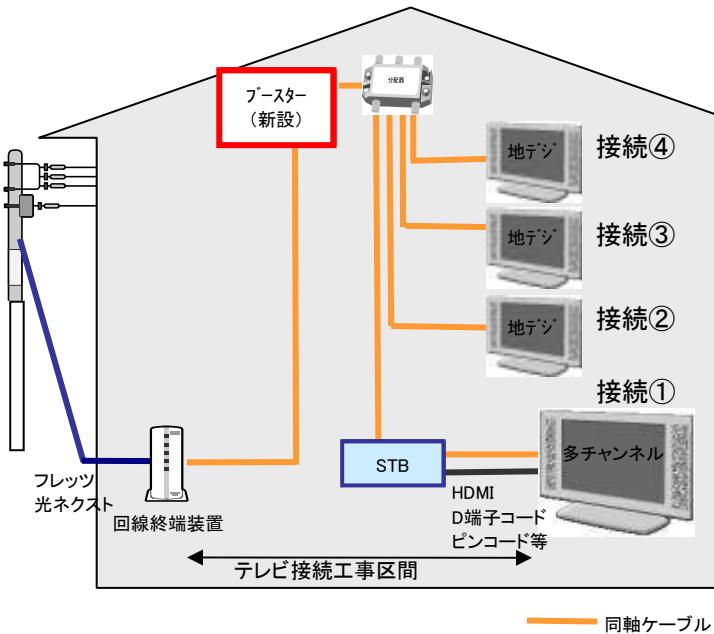 分配器
ﾌﾞｰｽﾀｰ
（新設）
地ﾃﾞｼﾞ
接続④
地ﾃﾞｼﾞ
接続③
地ﾃﾞｼﾞ
接続②
接続①
多チャンネル
STB
HDMI
D端子コード
ピンコード等
フレッツ
光ネクスト
回線終端装置
テレビ接続工事区間
同軸ケーブル